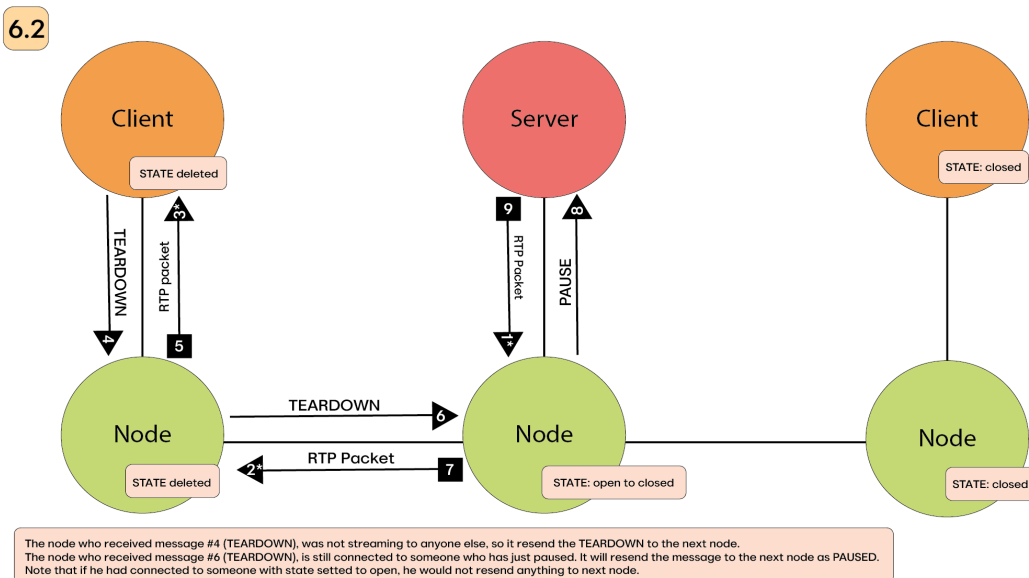 6.2
Client
Server
Client
STATE deleted
STATE: closed
TEARDOWN
RTP packet
3*
4
5
9
RTP Packet
1*
PAUSE
8
Node
TEARDOWN
6
RTP Packet
2*
7
Node
Node
STATE deleted
STATE: open to closed
STATE: closed
The node who received message #4 (TEARDOWN), was not streaming to anyone else, so it resend the TEARDOWN to the next node.
The node who received message #6 (TEARDOWN), is still connected to someone who has just paused. It will resend the message to the next node as PAUSED.
Note that if he had connected to someone with state setted to open, he would not resend anything to next node.